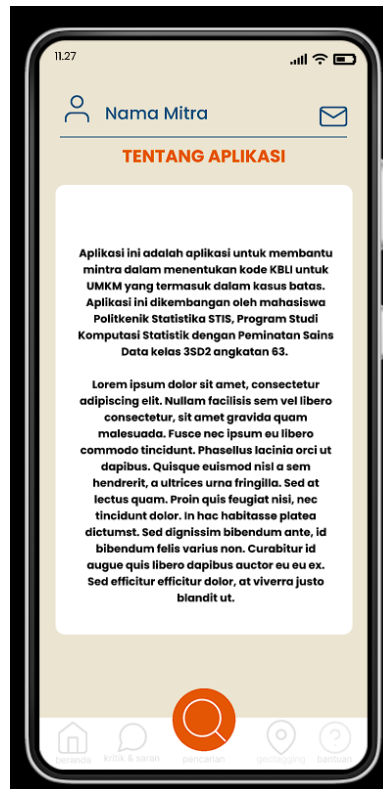 11.27
Nama Mitra
TENTANG APLIKASI
Aplikasi ini adalah aplikasi untuk membantu
mintra dalam menentukan kode KBLI untuk
UMKM yang termasuk dalam kasus batas.
Aplikasi ini dikembangan oleh mahasiswa
Politkenik Statistika STIS, Program Studi
Komputasi Statistik dengan Peminatan Sains
Data kelas 3SD2 angkatan 63.
Lorem ipsum dolor sit amet, consectetur
adipiscing elit. Nullam facilisis sem vel libero
consectetur, sit amet gravida quam
malesuada. Fusce nec ipsum eu libero
commodo tincidunt. Phasellus lacinia orci ut
dapibus. Quisque euismod nisl a sem
hendrerit, a ultrices urna fringilla. Sed at
lectus quam. Proin quis feugiat nisi, nec
tincidunt dolor. In hac habitasse platea
dictumst. Sed dignissim bibendum ante, id
bibendum felis varius non. Curabitur id
augue quis libero dapibus auctor eu eu ex.
Sed efficitur efficitur dolor, at viverra justo
blandit ut.
beranda kritik & saran pencarian geotagging bantuan